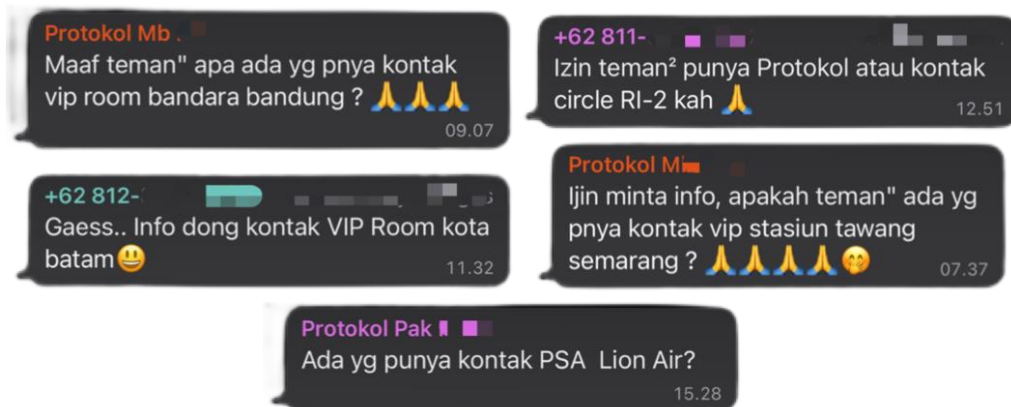 Protokol Mb
Maaf teman" apa ada yg pnya kontak
vip room bandara bandung ? 🙏🙏🙏
09.07
+62 811-
Izin teman² punya Protokol atau kontak
circle RI-2 kah 🙏
12.51
+62 812-
Gaess.. Info dong kontak VIP Room kota
batam😃
11.32
Protokol
Ijin minta info, apakah teman" ada yg
pnya kontak vip stasiun tawang
semarang ? 🙏🙏🙏🙏🤭
07.37
Protokol Pak
Ada yg punya kontak PSA Lion Air?
15.28